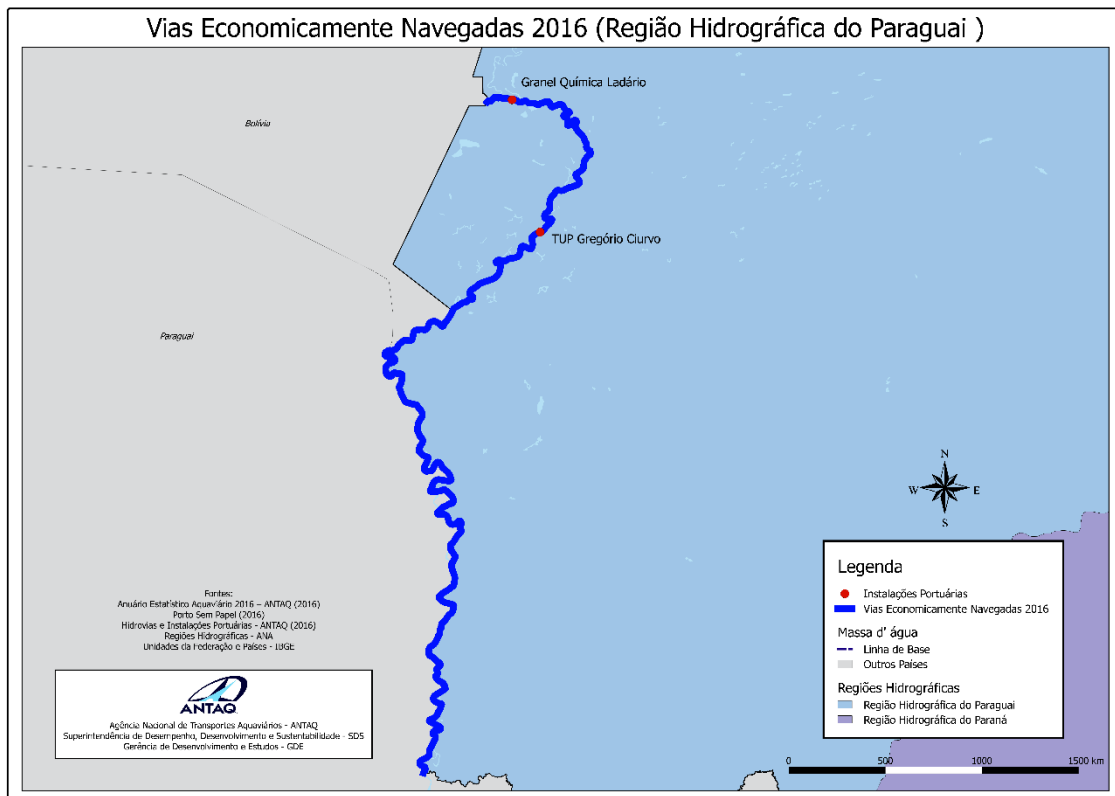 Vias Economicamente Navegadas 2016 (Região Hidrográfica do Paraguai )
Granel Química Ladário
Bolívia
TUP Gregório Ciurvo
Paraguai
N
W
E
S
Fontes:
Anuário Estatístico Aquaviário 2016 – ANTAQ (2016)
Porto Sem Papel (2016)
Hidrovias e Instalações Portuárias - ANTAQ (2016)
Regiões Hidrográficas - ANA
Unidades da Federação e Países - IBGE
ANTAQ
Agência Nacional de Transportes Aquaviários - ANTAQ
Superintendência de Desempenho, Desenvolvimento e Sustentabilidade - SDS
Gerência de Desenvolvimento e Estudos - GDE
Legenda
Instalações Portuárias
Vias Economicamente Navegadas 2016
Massa d' água
Linha de Base
Outros Países
Regiões Hidrográficas
Região Hidrográfica do Paraguai
Região Hidrográfica do Paraná
0 500 1000 1500 km